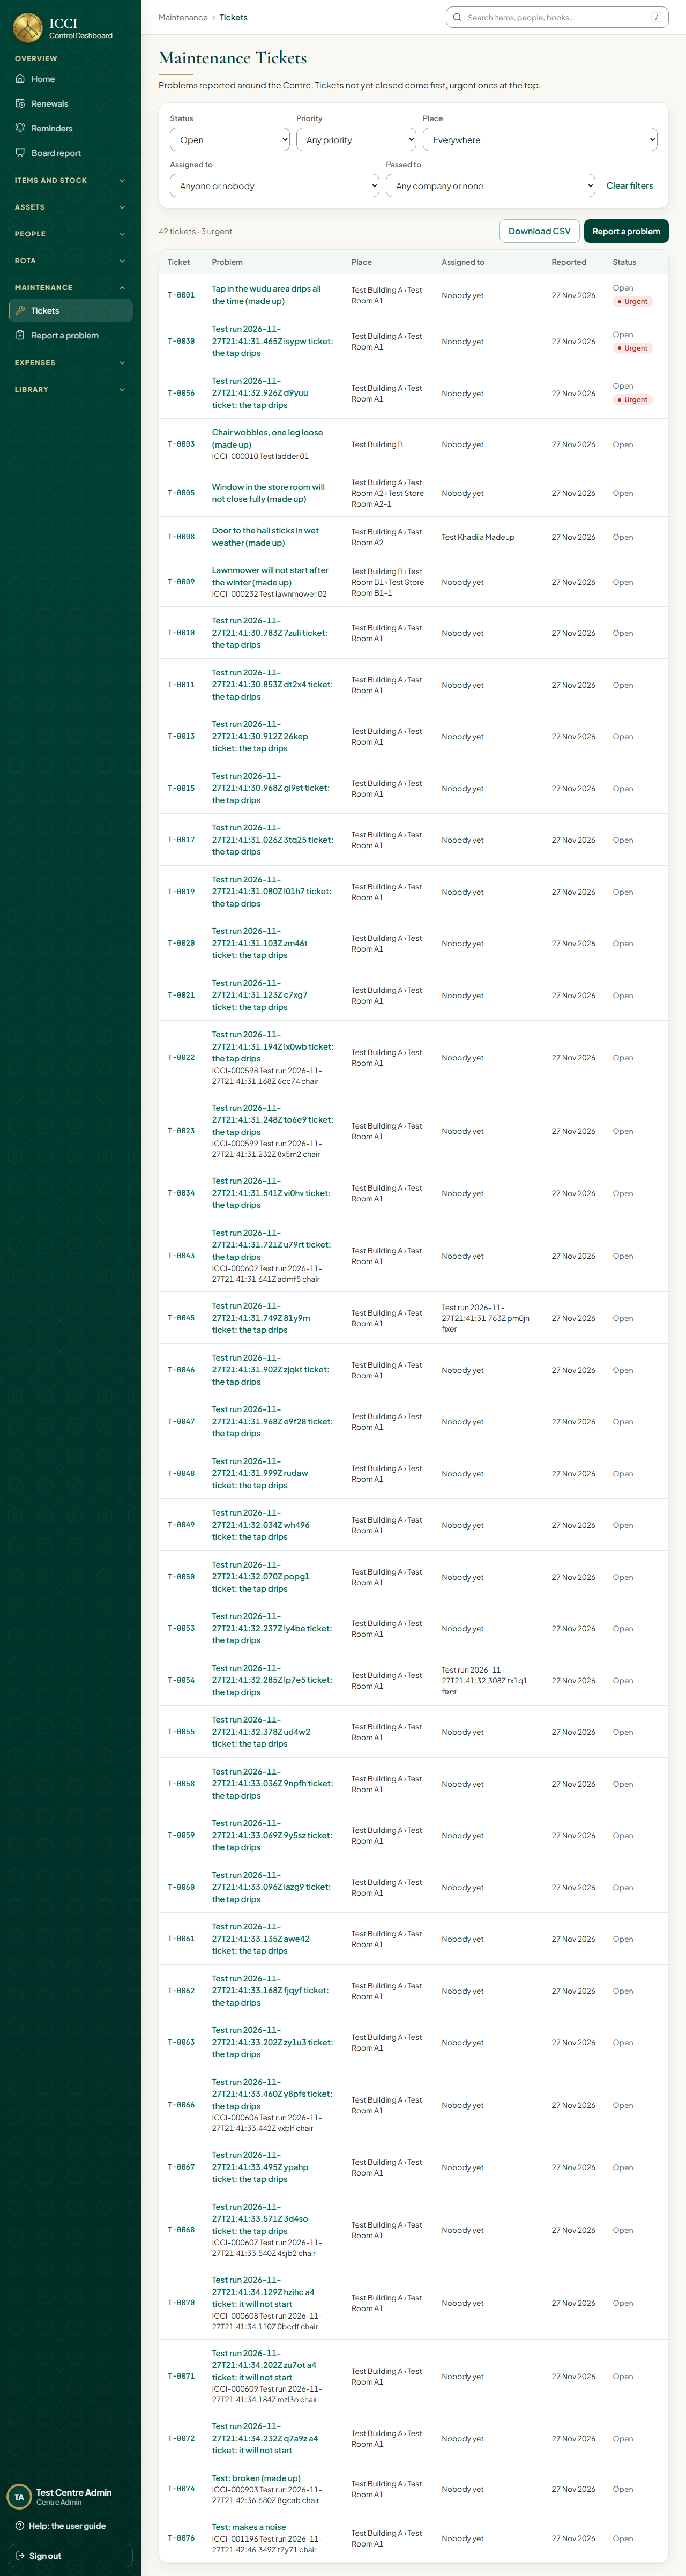 ICCI
Control Dashboard
OVERVIEW
Home
Renewals
Reminders
Board report
ITEMS AND STOCK
ASSETS
PEOPLE
ROTA
MAINTENANCE
Tickets
Report a problem
EXPENSES
LIBRARY
TA
Test Centre Admin
Centre Admin
Help: the user guide
Sign out
Maintenance › Tickets
Search items, people, books...
/
Maintenance Tickets
Problems reported around the Centre. Tickets not yet closed come first, urgent ones at the top.
Status Priority Place
Open Any priority Everywhere
Assigned to Passed to
Anyone or nobody Any company or none Clear filters
42 tickets · 3 urgent Download CSV Report a problem
Ticket Problem Place Assigned to Reported Status
T-0001 Tap in the wudu area drips all the time (made up) Test Building A › Test Room A1 Nobody yet 27 Nov 2026 Open Urgent
T-0030 Test run 2026-11-27T21:41:31.465Z isypw ticket: the tap drips Test Building A › Test Room A1 Nobody yet 27 Nov 2026 Open Urgent
T-0056 Test run 2026-11-27T21:41:32.926Z d9yuu ticket: the tap drips Test Building A › Test Room A1 Nobody yet 27 Nov 2026 Open Urgent
T-0003 Chair wobbles, one leg loose (made up) ICCI-000010 Test ladder 01 Test Building B Nobody yet 27 Nov 2026 Open
T-0005 Window in the store room will not close fully (made up) Test Building A › Test Room A2 › Test Store Room A2-1 Nobody yet 27 Nov 2026 Open
T-0008 Door to the hall sticks in wet weather (made up) Test Building A › Test Room A2 Test Khadija Madeup 27 Nov 2026 Open
T-0009 Lawnmower will not start after the winter (made up) ICCI-000232 Test lawnmower 02 Test Building B › Test Room B1 › Test Store Room B1-1 Nobody yet 27 Nov 2026 Open
T-0010 Test run 2026-11-27T21:41:30.783Z 7zuli ticket: the tap drips Test Building A › Test Room A1 Nobody yet 27 Nov 2026 Open
T-0011 Test run 2026-11-27T21:41:30.853Z dt2x4 ticket: the tap drips Test Building A › Test Room A1 Nobody yet 27 Nov 2026 Open
T-0013 Test run 2026-11-27T21:41:30.912Z 26kep ticket: the tap drips Test Building A › Test Room A1 Nobody yet 27 Nov 2026 Open
T-0015 Test run 2026-11-27T21:41:30.968Z gi9st ticket: the tap drips Test Building A › Test Room A1 Nobody yet 27 Nov 2026 Open
T-0017 Test run 2026-11-27T21:41:31.026Z 3tq25 ticket: the tap drips Test Building A › Test Room A1 Nobody yet 27 Nov 2026 Open
T-0019 Test run 2026-11-27T21:41:31.080Z l01h7 ticket: the tap drips Test Building A › Test Room A1 Nobody yet 27 Nov 2026 Open
T-0020 Test run 2026-11-27T21:41:31.103Z zm46t ticket: the tap drips Test Building A › Test Room A1 Nobody yet 27 Nov 2026 Open
T-0021 Test run 2026-11-27T21:41:31.123Z c7xg7 ticket: the tap drips Test Building A › Test Room A1 Nobody yet 27 Nov 2026 Open
T-0022 Test run 2026-11-27T21:41:31.194Z lx0wb ticket: the tap drips ICCI-000598 Test run 2026-11-27T21:41:31.168Z 6cc74 chair Test Building A › Test Room A1 Nobody yet 27 Nov 2026 Open
T-0023 Test run 2026-11-27T21:41:31.248Z to6e9 ticket: the tap drips ICCI-000599 Test run 2026-11-27T21:41:31.232Z 8x5m2 chair Test Building A › Test Room A1 Nobody yet 27 Nov 2026 Open
T-0034 Test run 2026-11-27T21:41:31.541Z vi0hv ticket: the tap drips Test Building A › Test Room A1 Nobody yet 27 Nov 2026 Open
T-0043 Test run 2026-11-27T21:41:31.721Z u79rt ticket: the tap drips ICCI-000602 Test run 2026-11-27T21:41:31.641Z admf5 chair Test Building A › Test Room A1 Nobody yet 27 Nov 2026 Open
T-0045 Test run 2026-11-27T21:41:31.749Z 81y9m ticket: the tap drips Test Building A › Test Room A1 Test run 2026-11-27T21:41:31.763Z pm0jn fixer 27 Nov 2026 Open
T-0046 Test run 2026-11-27T21:41:31.902Z zjqkt ticket: the tap drips Test Building A › Test Room A1 Nobody yet 27 Nov 2026 Open
T-0047 Test run 2026-11-27T21:41:31.968Z e9f28 ticket: the tap drips Test Building A › Test Room A1 Nobody yet 27 Nov 2026 Open
T-0048 Test run 2026-11-27T21:41:31.999Z rudaw ticket: the tap drips Test Building A › Test Room A1 Nobody yet 27 Nov 2026 Open
T-0049 Test run 2026-11-27T21:41:32.034Z wh496 ticket: the tap drips Test Building A › Test Room A1 Nobody yet 27 Nov 2026 Open
T-0050 Test run 2026-11-27T21:41:32.070Z popg1 ticket: the tap drips Test Building A › Test Room A1 Nobody yet 27 Nov 2026 Open
T-0053 Test run 2026-11-27T21:41:32.237Z iy4be ticket: the tap drips Test Building A › Test Room A1 Nobody yet 27 Nov 2026 Open
T-0054 Test run 2026-11-27T21:41:32.285Z lp7e5 ticket: the tap drips Test Building A › Test Room A1 Test run 2026-11-27T21:41:32.308Z tx1q1 fixer 27 Nov 2026 Open
T-0055 Test run 2026-11-27T21:41:32.378Z ud4w2 ticket: the tap drips Test Building A › Test Room A1 Nobody yet 27 Nov 2026 Open
T-0058 Test run 2026-11-27T21:41:33.036Z 9npfh ticket: the tap drips Test Building A › Test Room A1 Nobody yet 27 Nov 2026 Open
T-0059 Test run 2026-11-27T21:41:33.069Z 9y5sz ticket: the tap drips Test Building A › Test Room A1 Nobody yet 27 Nov 2026 Open
T-0060 Test run 2026-11-27T21:41:33.096Z iazg9 ticket: the tap drips Test Building A › Test Room A1 Nobody yet 27 Nov 2026 Open
T-0061 Test run 2026-11-27T21:41:33.135Z awe42 ticket: the tap drips Test Building A › Test Room A1 Nobody yet 27 Nov 2026 Open
T-0062 Test run 2026-11-27T21:41:33.168Z fjqyf ticket: the tap drips Test Building A › Test Room A1 Nobody yet 27 Nov 2026 Open
T-0063 Test run 2026-11-27T21:41:33.202Z zy1u3 ticket: the tap drips Test Building A › Test Room A1 Nobody yet 27 Nov 2026 Open
T-0066 Test run 2026-11-27T21:41:33.460Z y8pfs ticket: the tap drips ICCI-000606 Test run 2026-11-27T21:41:33.442Z vxblf chair Test Building A › Test Room A1 Nobody yet 27 Nov 2026 Open
T-0067 Test run 2026-11-27T21:41:33.495Z ypahp ticket: the tap drips Test Building A › Test Room A1 Nobody yet 27 Nov 2026 Open
T-0068 Test run 2026-11-27T21:41:33.571Z 3d4so ticket: the tap drips ICCI-000607 Test run 2026-11-27T21:41:33.540Z 4sjb2 chair Test Building A › Test Room A1 Nobody yet 27 Nov 2026 Open
T-0070 Test run 2026-11-27T21:41:34.129Z hzihc a4 ticket: it will not start ICCI-000608 Test run 2026-11-27T21:41:34.110Z 0bcdf chair Test Building A › Test Room A1 Nobody yet 27 Nov 2026 Open
T-0071 Test run 2026-11-27T21:41:34.202Z zu7ot a4 ticket: it will not start ICCI-000609 Test run 2026-11-27T21:41:34.184Z mzl3o chair Test Building A › Test Room A1 Nobody yet 27 Nov 2026 Open
T-0072 Test run 2026-11-27T21:41:34.232Z q7a9z a4 ticket: it will not start Test Building A › Test Room A1 Nobody yet 27 Nov 2026 Open
T-0074 Test: broken (made up) ICCI-000903 Test run 2026-11-27T21:42:36.680Z 8gcab chair Test Building A › Test Room A1 Nobody yet 27 Nov 2026 Open
T-0076 Test: makes a noise ICCI-001196 Test run 2026-11-27T21:42:46.349Z t7y71 chair Test Building A › Test Room A1 Nobody yet 27 Nov 2026 Open